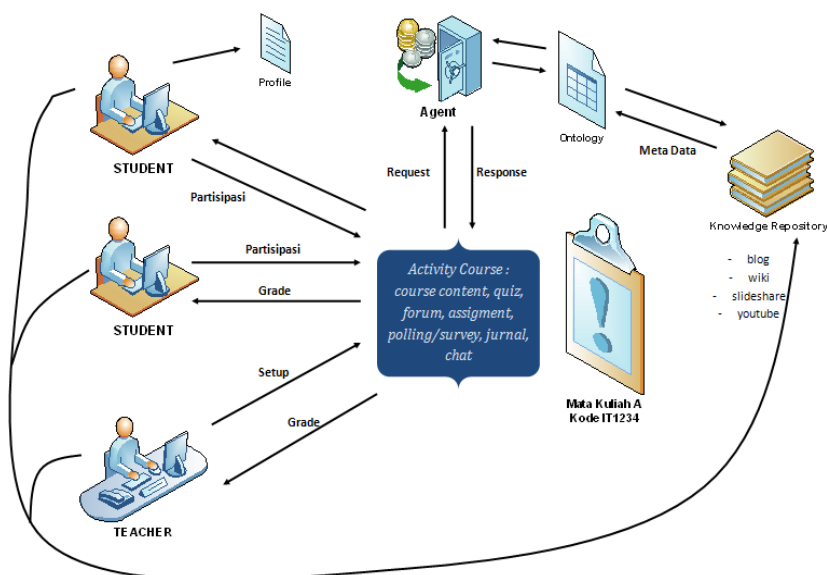 Profile
Agent
Ontology
STUDENT
Meta Data
Request
Response
Partisipasi
Knowledge Repository
- blog
- wiki
- slideshare
- youtube
Partisipasi
Grade
STUDENT
Activity Course :
course content, quiz,
forum, assigment,
polling/survey, jurnal,
chat
Setup
Mata Kuliah A
Kode IT1234
Grade
TEACHER